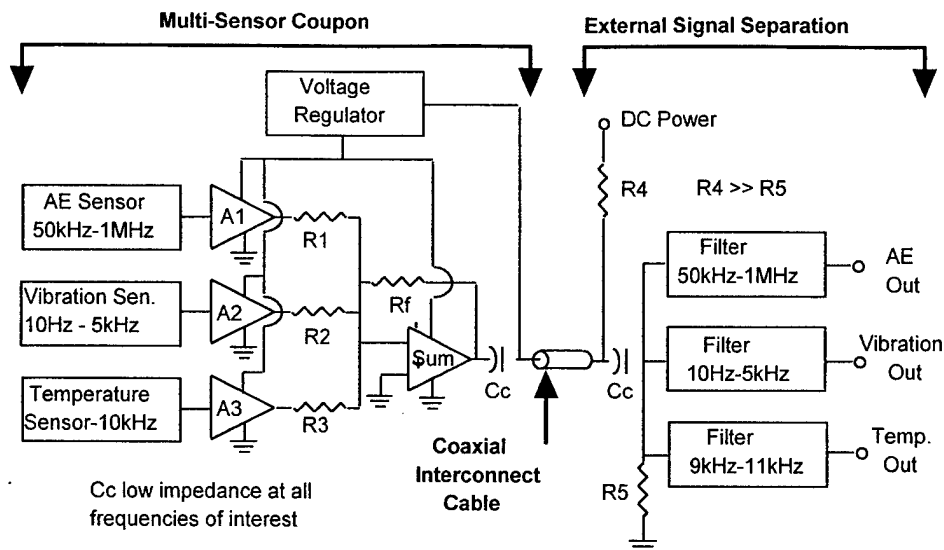 Multi-Sensor Coupon
External Signal Separation
Voltage
Regulator
DC Power
R4
R4 >> R5
AE Sensor
50kHz-1MHz
A1
R1
Filter
50kHz-1MHz
AE
Out
Vibration Sen.
10Hz - 5kHz
A2
R2
Rf
Sum
Cc
Cc
Filter
10Hz-5kHz
Vibration
Out
Temperature
Sensor-10kHz
A3
R3
Filter
9kHz-11kHz
Temp.
Out
Coaxial
Interconnect
Cable
R5
Cc low impedance at all
frequencies of interest